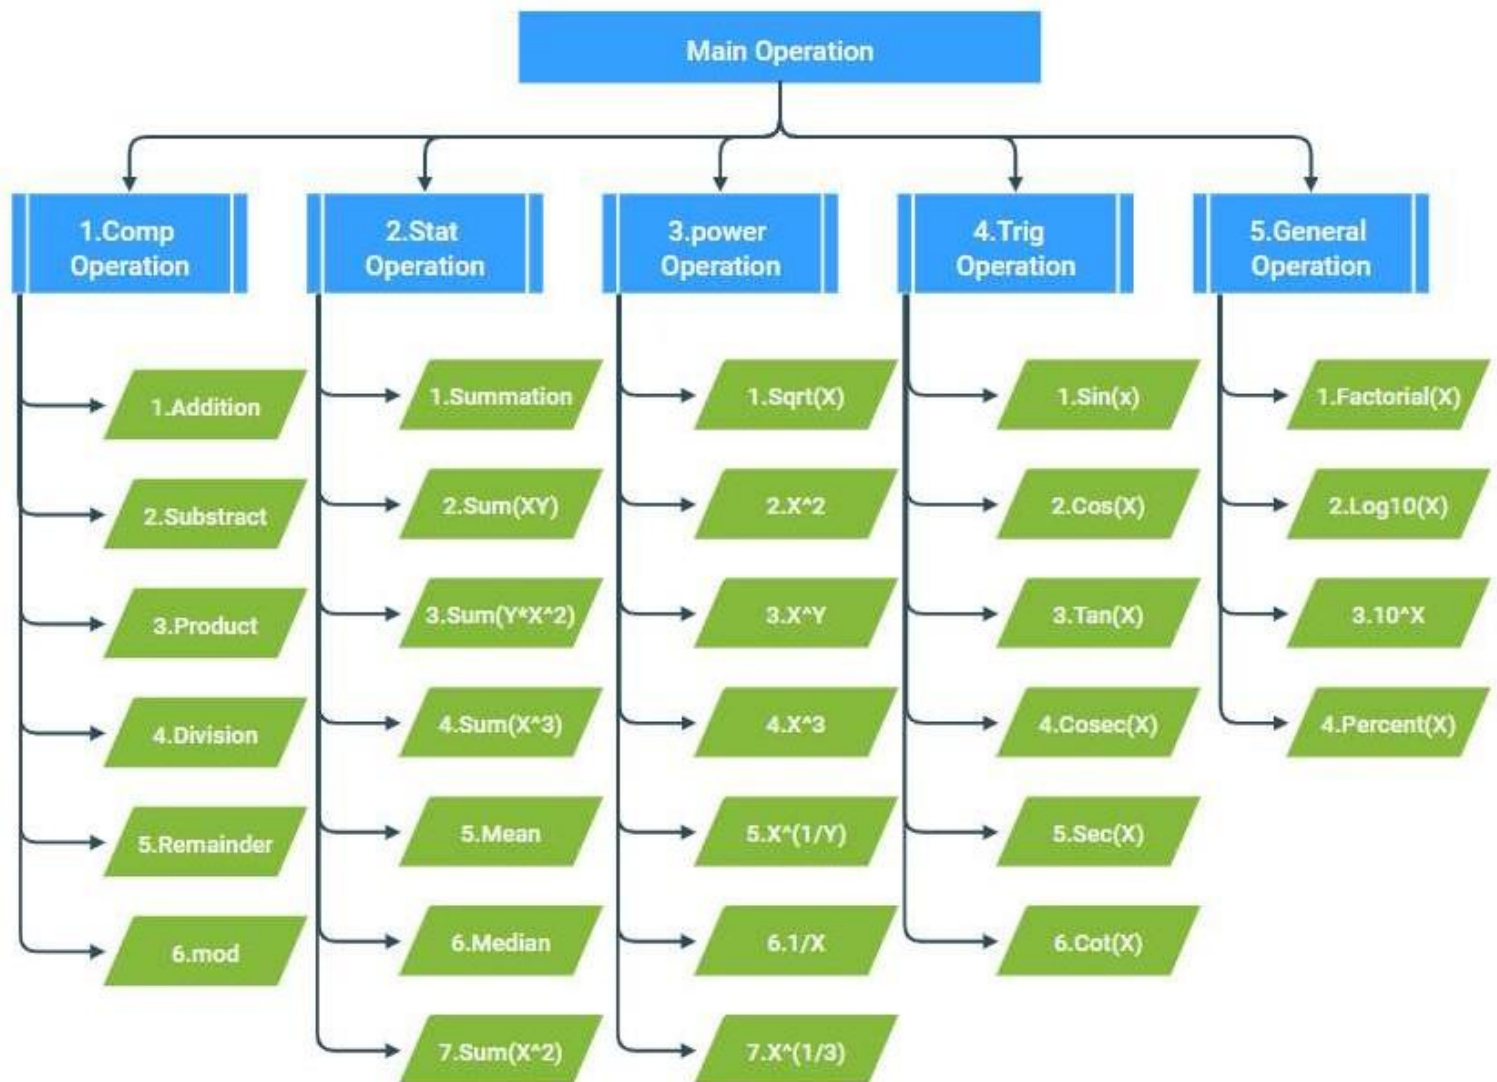 Main Operation
1.Comp
Operation
2.Stat
Operation
3.power
Operation
4.Trig
Operation
5.General
Operation
1.Addition
2.Substract
3.Product
4.Division
5.Remainder
6.mod
1.Summation
2.Sum(XY)
3.Sum(Y*X^2)
4.Sum(X^3)
5.Mean
6.Median
7.Sum(X^2)
1.Sqrt(X)
2.X^2
3.X^Y
4.X^3
5.X^(1/Y)
6.1/X
7.X^(1/3)
1.Sin(x)
2.Cos(X)
3.Tan(X)
4.Cosec(X)
5.Sec(X)
6.Cot(X)
1.Factorial(X)
2.Log10(X)
3.10^X
4.Percent(X)